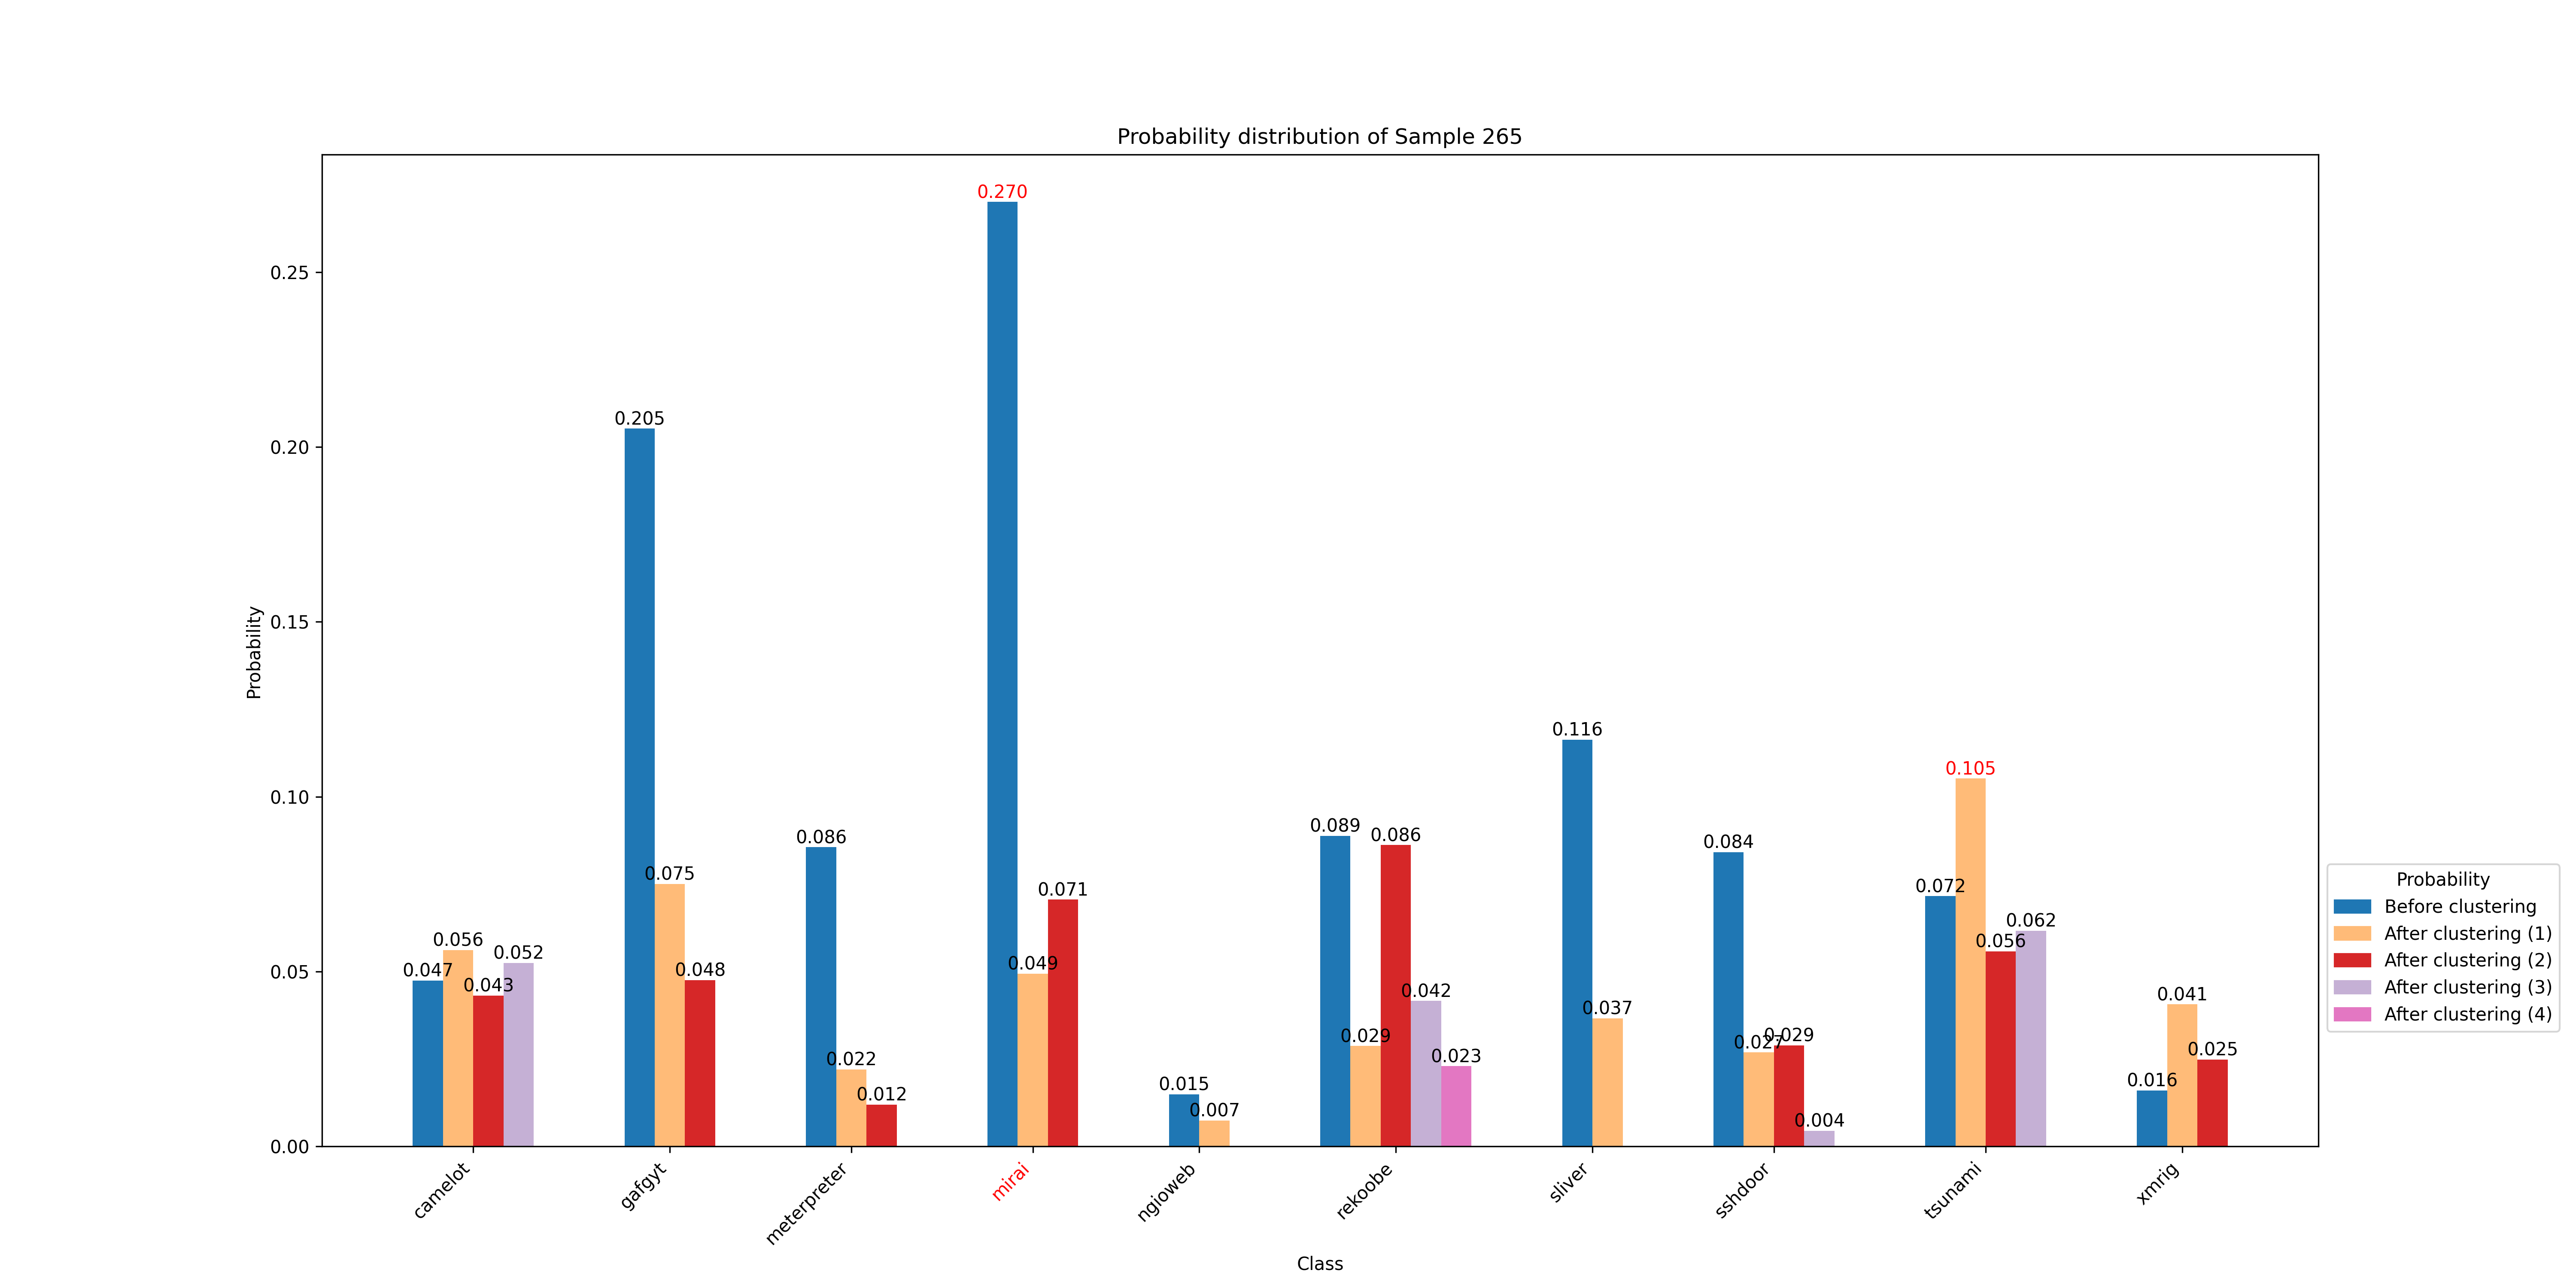 Probability distribution of Sample 265
Probability
0.25
0.20
0.15
0.10
0.05
0.00
0.047
0.056
0.043
0.052
0.205
0.075
0.048
0.086
0.022
0.012
0.270
0.049
0.071
0.015
0.007
0.089
0.029
0.086
0.042
0.023
0.116
0.037
0.084
0.027
0.029
0.004
0.072
0.105
0.056
0.062
0.016
0.041
0.025
camelot
gafgyt
meterpreter
mirai
ngioweb
rekoobe
sliver
sshdoor
tsunami
xmrig
Class
Probability
Before clustering
After clustering (1)
After clustering (2)
After clustering (3)
After clustering (4)